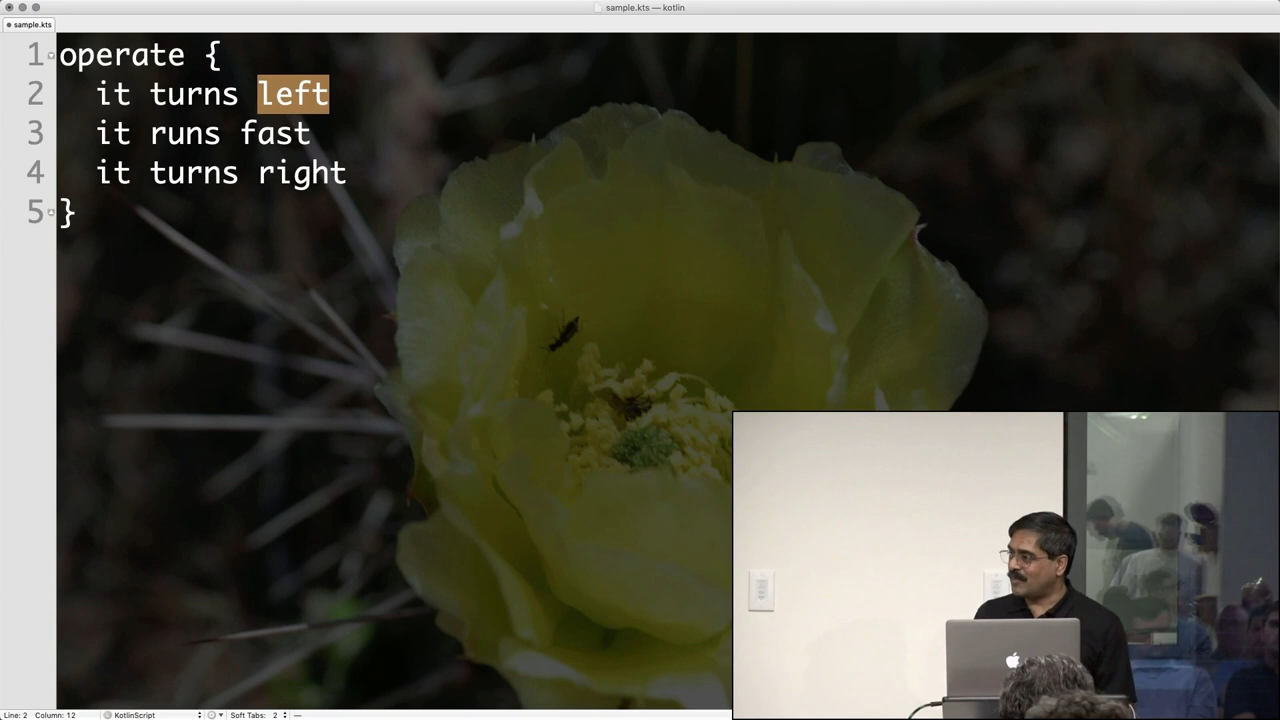 sample.kts — kotlin
sample.kts
1 operate {
2 it turns left
3 it runs fast
4 it turns right
5 }
Line: 2 Column: 12 KotlinScript Soft Tabs: 2 —